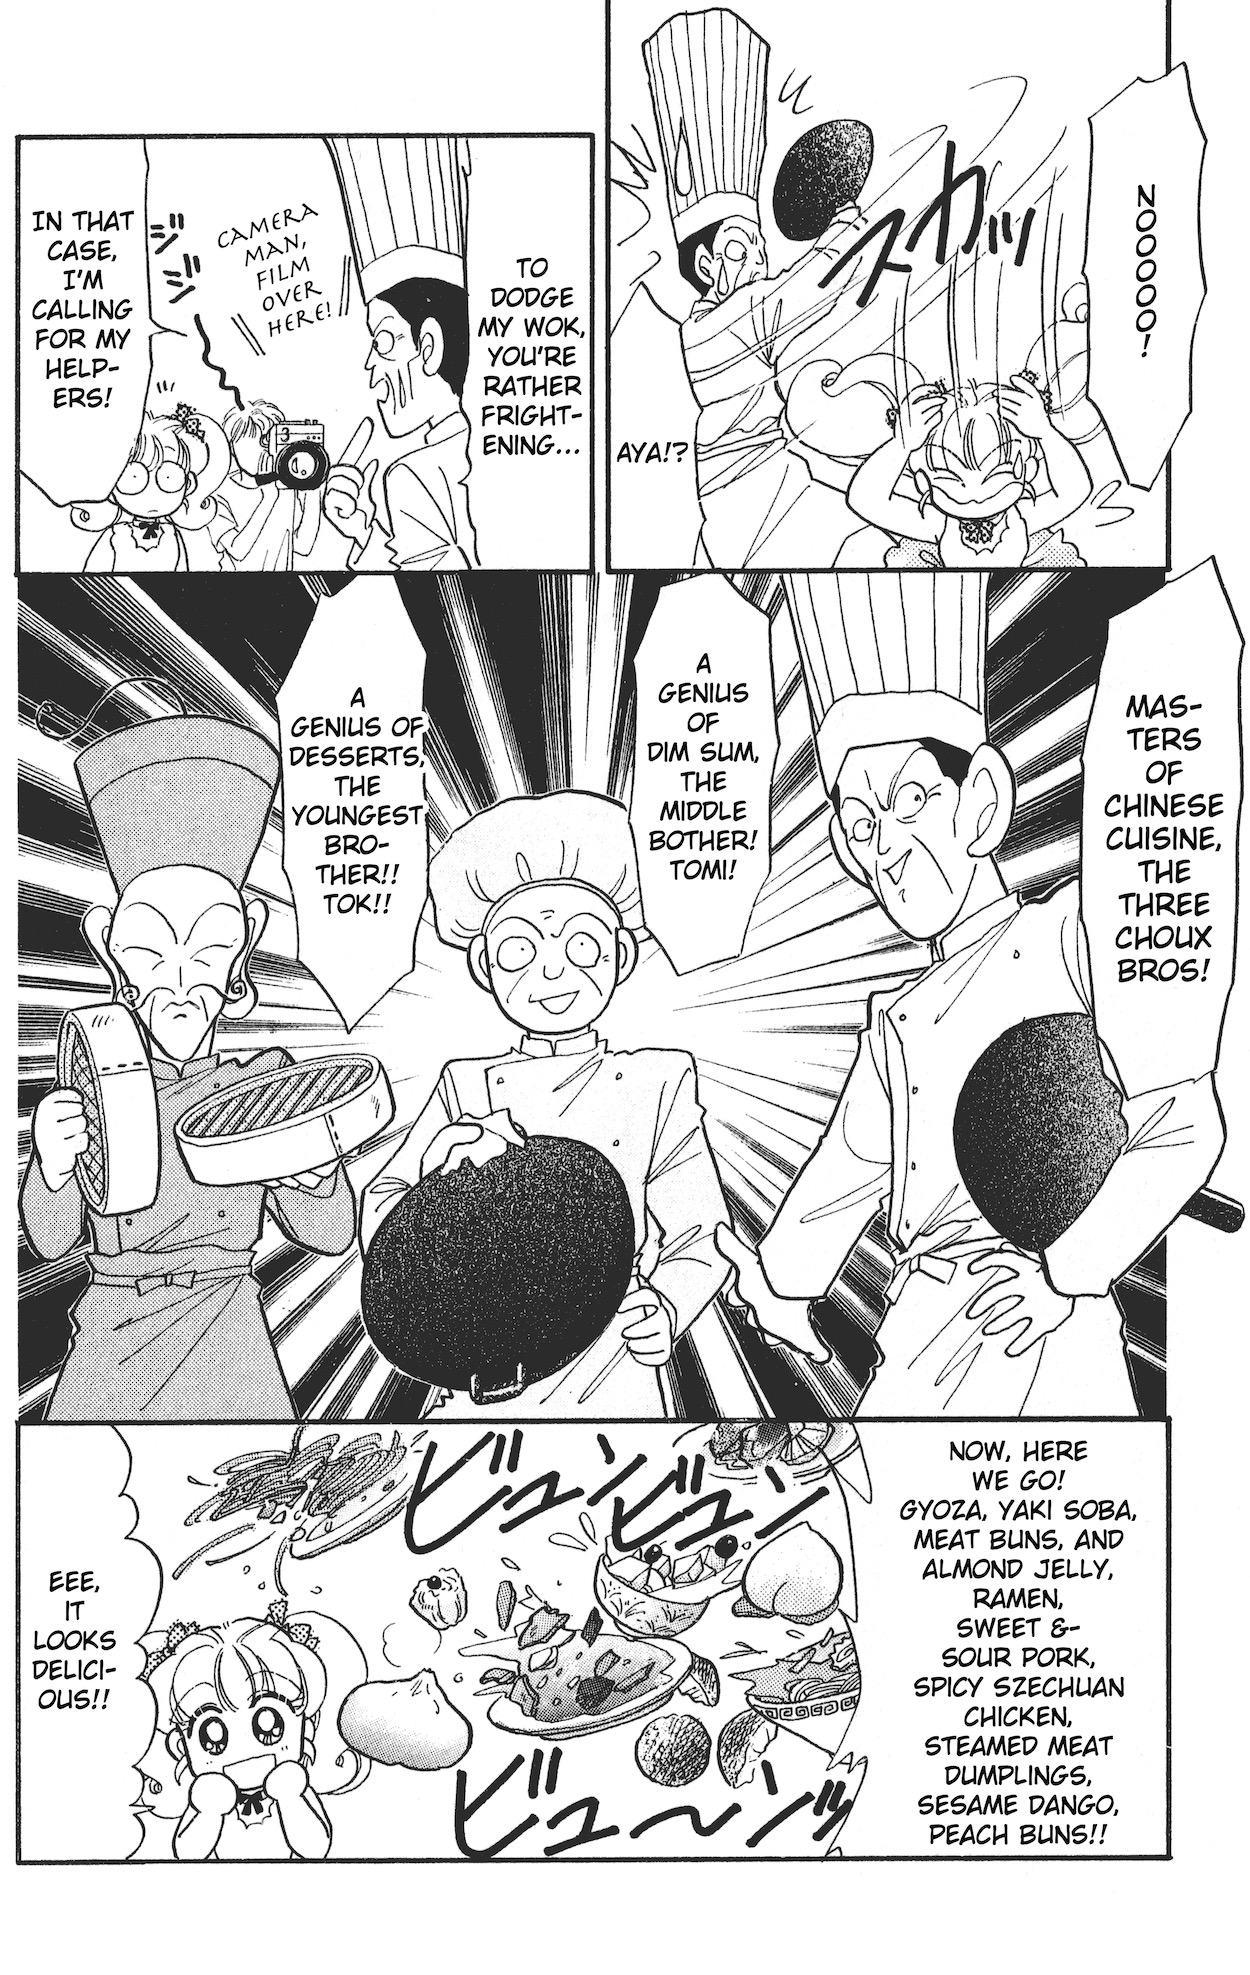 NOOOOO!
スカッ
AYA!?
TO
DODGE
MY WOK,
YOU'RE
RATHER
FRIGHT-
ENING...
CAMERA
MAN,
FILM
OVER
HERE!
ジジ
IN THAT
CASE,
I'M
CALLING
FOR MY
HELP-
ERS!
MAS-
TERS
OF
CHINESE
CUISINE,
THE
THREE
CHOUX
BROS!
A
GENIUS
OF
DIM SUM,
THE
MIDDLE
BOTHER!
TOMI!
A
GENIUS OF
DESSERTS,
THE
YOUNGEST
BRO-
THER!!
TOK!!
NOW, HERE
WE GO!
GYOZA, YAKI SOBA,
MEAT BUNS, AND
ALMOND JELLY,
RAMEN,
SWEET &-
SOUR PORK,
SPICY SZECHUAN
CHICKEN,
STEAMED MEAT
DUMPLINGS,
SESAME DANGO,
PEACH BUNS!!
ビュンビュン
ビュ〜ンッ
EEE,
IT
LOOKS
DELICI-
OUS!!